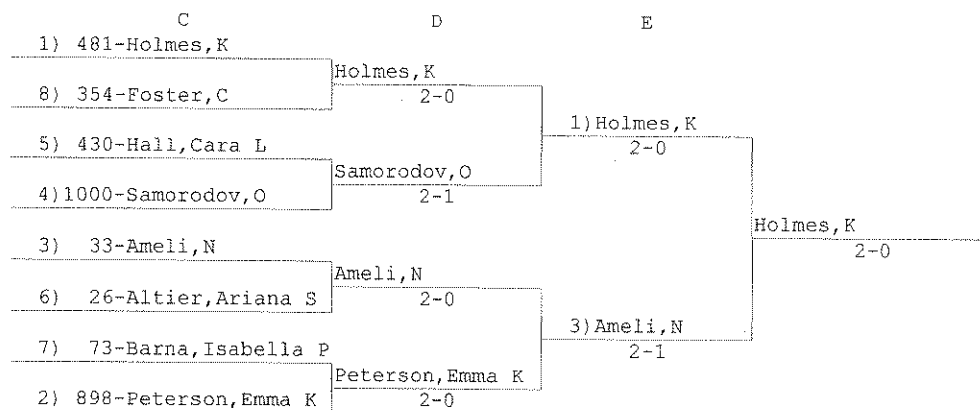 C D E
1) 481-Holmes,K
Holmes,K
2-0
8) 354-Foster,C
1)Holmes,K
2-0
5) 430-Hall,Cara L
Samorodov,O
2-1
4)1000-Samorodov,O
Holmes,K
2-0
3) 33-Ameli,N
Ameli,N
2-0
6) 26-Altier,Ariana S
3)Ameli,N
2-1
7) 73-Barna,Isabella P
Peterson,Emma K
2-0
2) 898-Peterson,Emma K